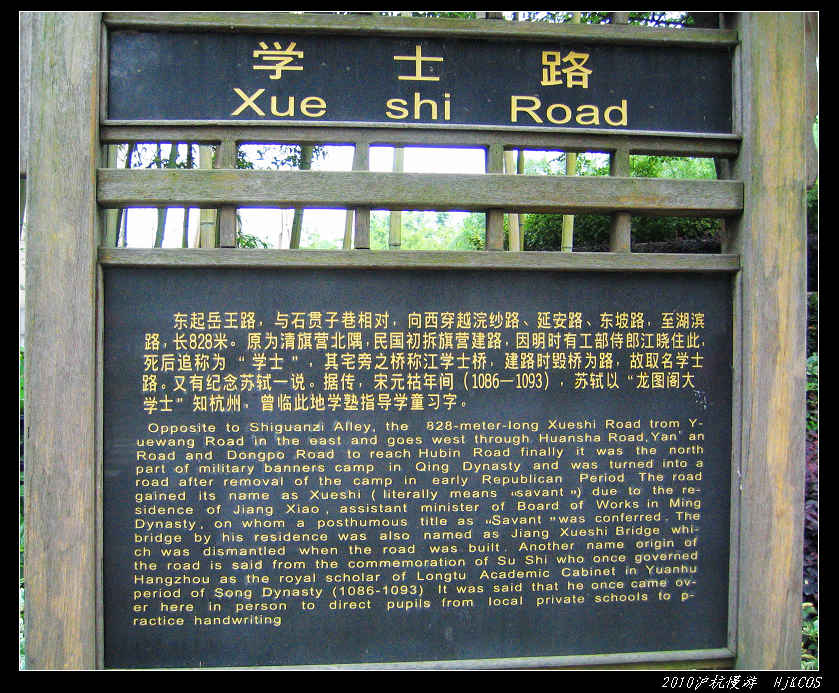 学 士 路
Xue shi Road
东起岳王路，与石贯子巷相对，向西穿越浣纱路、延安路、东坡路，至湖滨
路，长828米。原为清旗营北隅，民国初拆旗营建路，因明时有工部侍郎江晓住此，
死后追称为“学士”，其宅旁之桥称江学士桥，建路时毁桥为路，故取名学士
路。又有纪念苏轼一说。据传，宋元祐年间（1086—1093），苏轼以“龙图阁大
学士”知杭州，曾临此地学塾指导学童习字。
Opposite to Shiguanzi Alley, the 828-meter-long Xueshi Road trom Y-
uewang Road in the east and goes west through Huansha Road, Yan' an
Road and Dongpo Road to reach Hubin Road finally it was the north
part of military banners camp in Qing Dynasty and was turned into a
road after removal of the camp in early Republican Period The road
gained its name as Xueshi ( literally means “savant”) due to the re-
sidence of Jiang Xiao, assistant minister of Board of Works in Ming
Dynasty, on whom a posthumous title as “Savant” was conferred. The
bridge by his residence was also named as Jiang Xueshi Bridge whi-
ch was dismantled when the road was built. Another name origin of
the road is said from the commemoration of Su Shi who once governed
Hangzhou as the royal scholar of Longtu Academic Cabinet in Yuanhu
period of Song Dynasty (1086-1093) It was said that he once came ov-
er here in person to direct pupils from local private schools to p-
ractice handwriting
2010沪杭慢游 HjKCOS